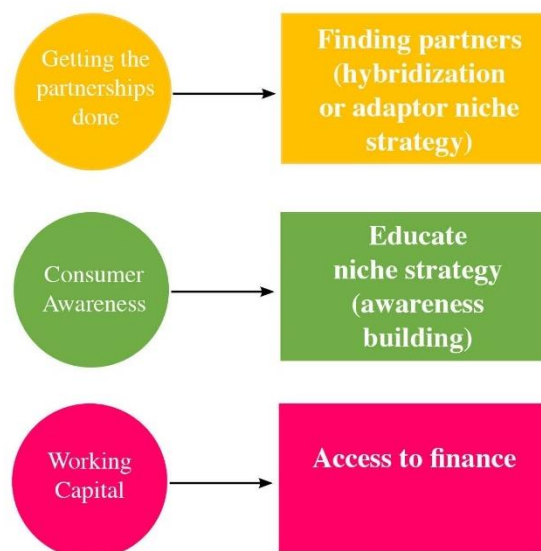 Getting the
partnerships
done
Finding partners
(hybridization
or adaptor niche
strategy)
Consumer
Awareness
Educate
niche strategy
(awareness
building)
Working
Capital
Access to finance